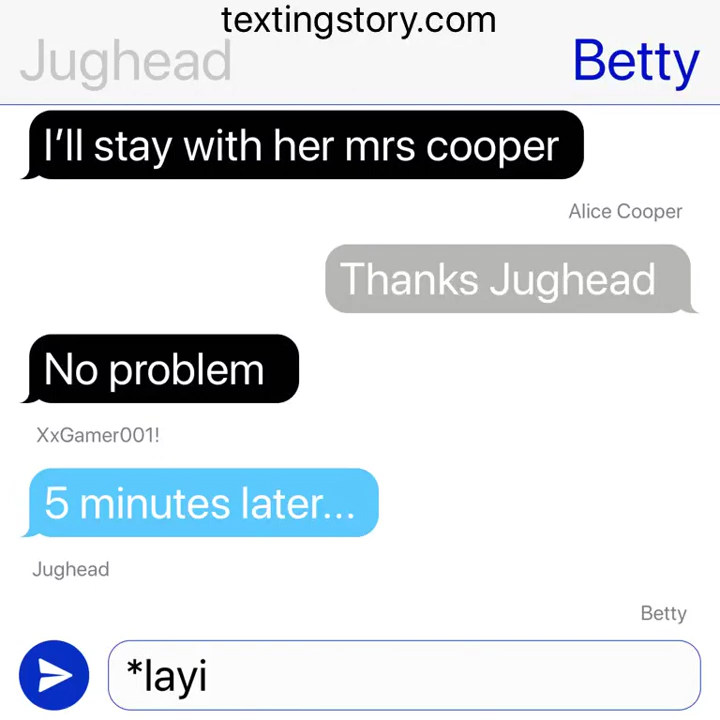 textingstory.com
Jughead
Betty
I’ll stay with her mrs cooper
Alice Cooper
Thanks Jughead
No problem
XxGamer001!
5 minutes later...
Jughead
Betty
*layi